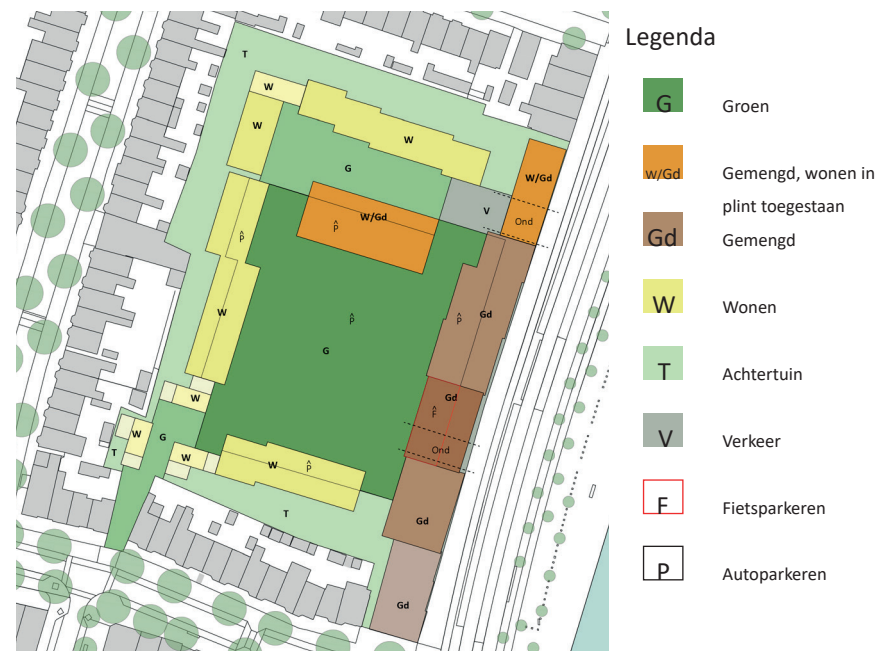 T
W
W
W
G
W/Gd
W/Gd
P̂
V
Ond
P̂
P̂
P̂
Gd
W
G
Gd
F̂
W
W
G
T
W
W
P̂
Ond
T
Gd
Gd
Legenda
G Groen
W/Gd Gemengd, wonen in
plint toegestaan
Gd Gemengd
W Wonen
T Achtertuin
V Verkeer
F Fietsparkeren
P Autoparkeren